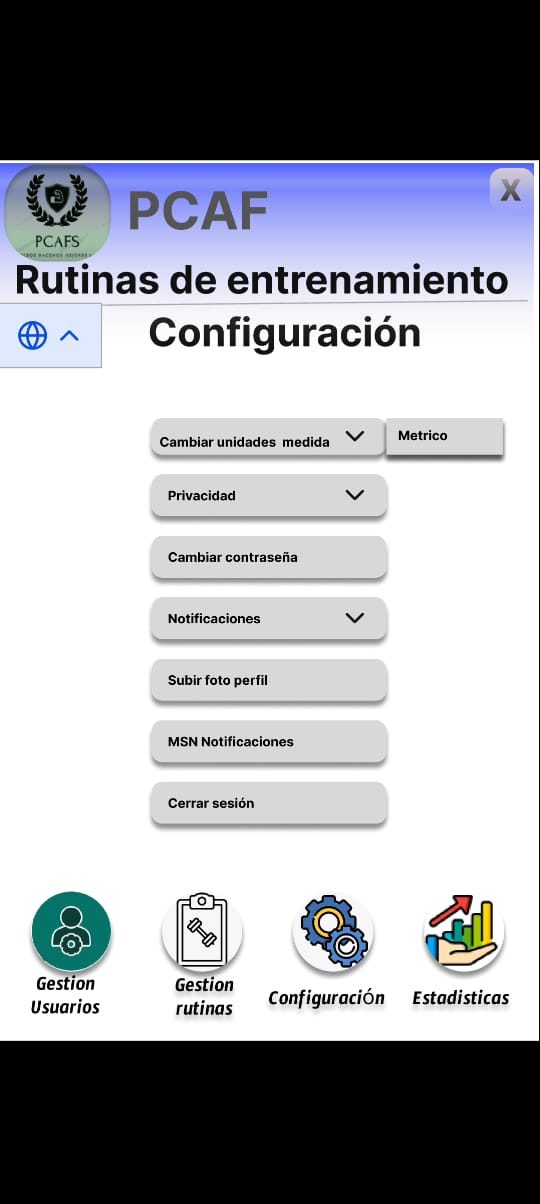 PCAFS
PCAF
X
Rutinas de entrenamiento
Configuración
Cambiar unidades medida
Metrico
Privacidad
Cambiar contraseña
Notificaciones
Subir foto perfil
MSN Notificaciones
Cerrar sesión
Gestion
Usuarios
Gestion
rutinas
Configuración
Estadisticas